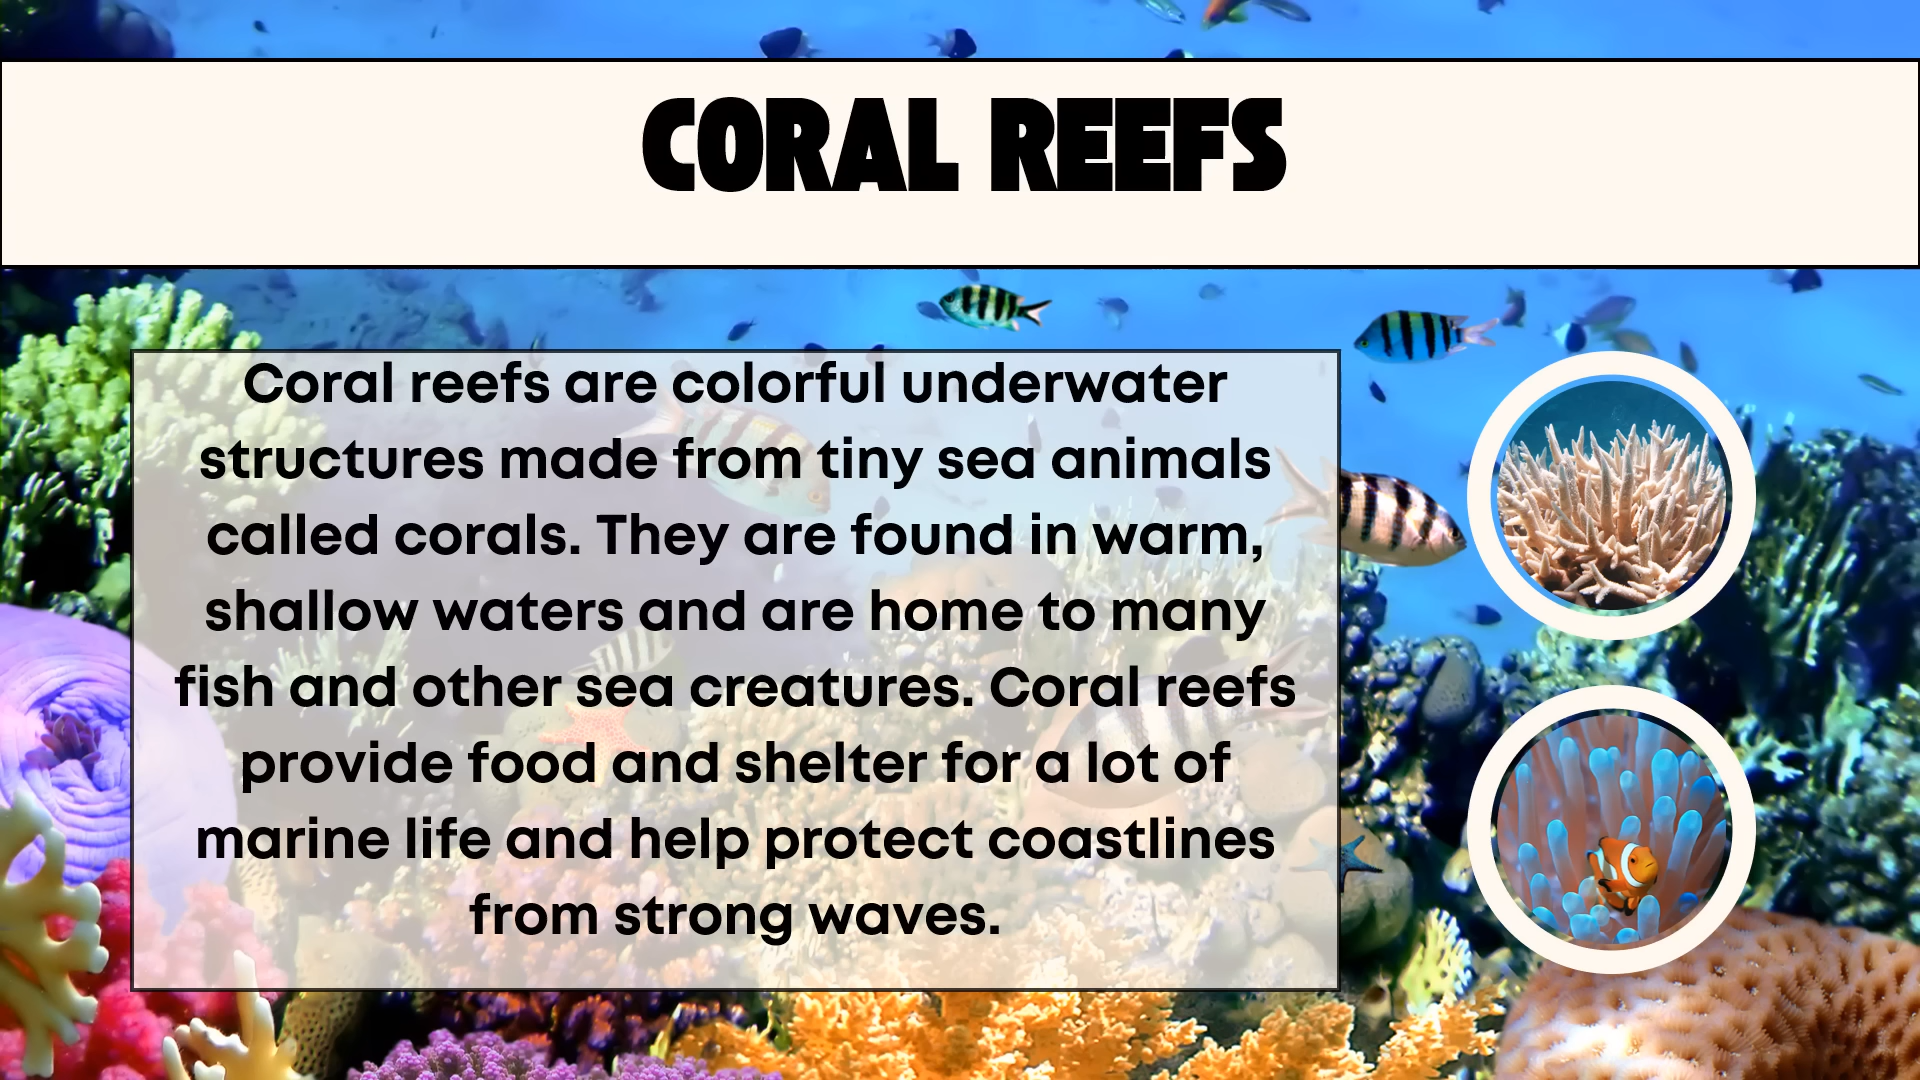 CORAL REEFS
Coral reefs are colorful underwater
structures made from tiny sea animals
called corals. They are found in warm,
shallow waters and are home to many
fish and other sea creatures. Coral reefs
provide food and shelter for a lot of
marine life and help protect coastlines
from strong waves.